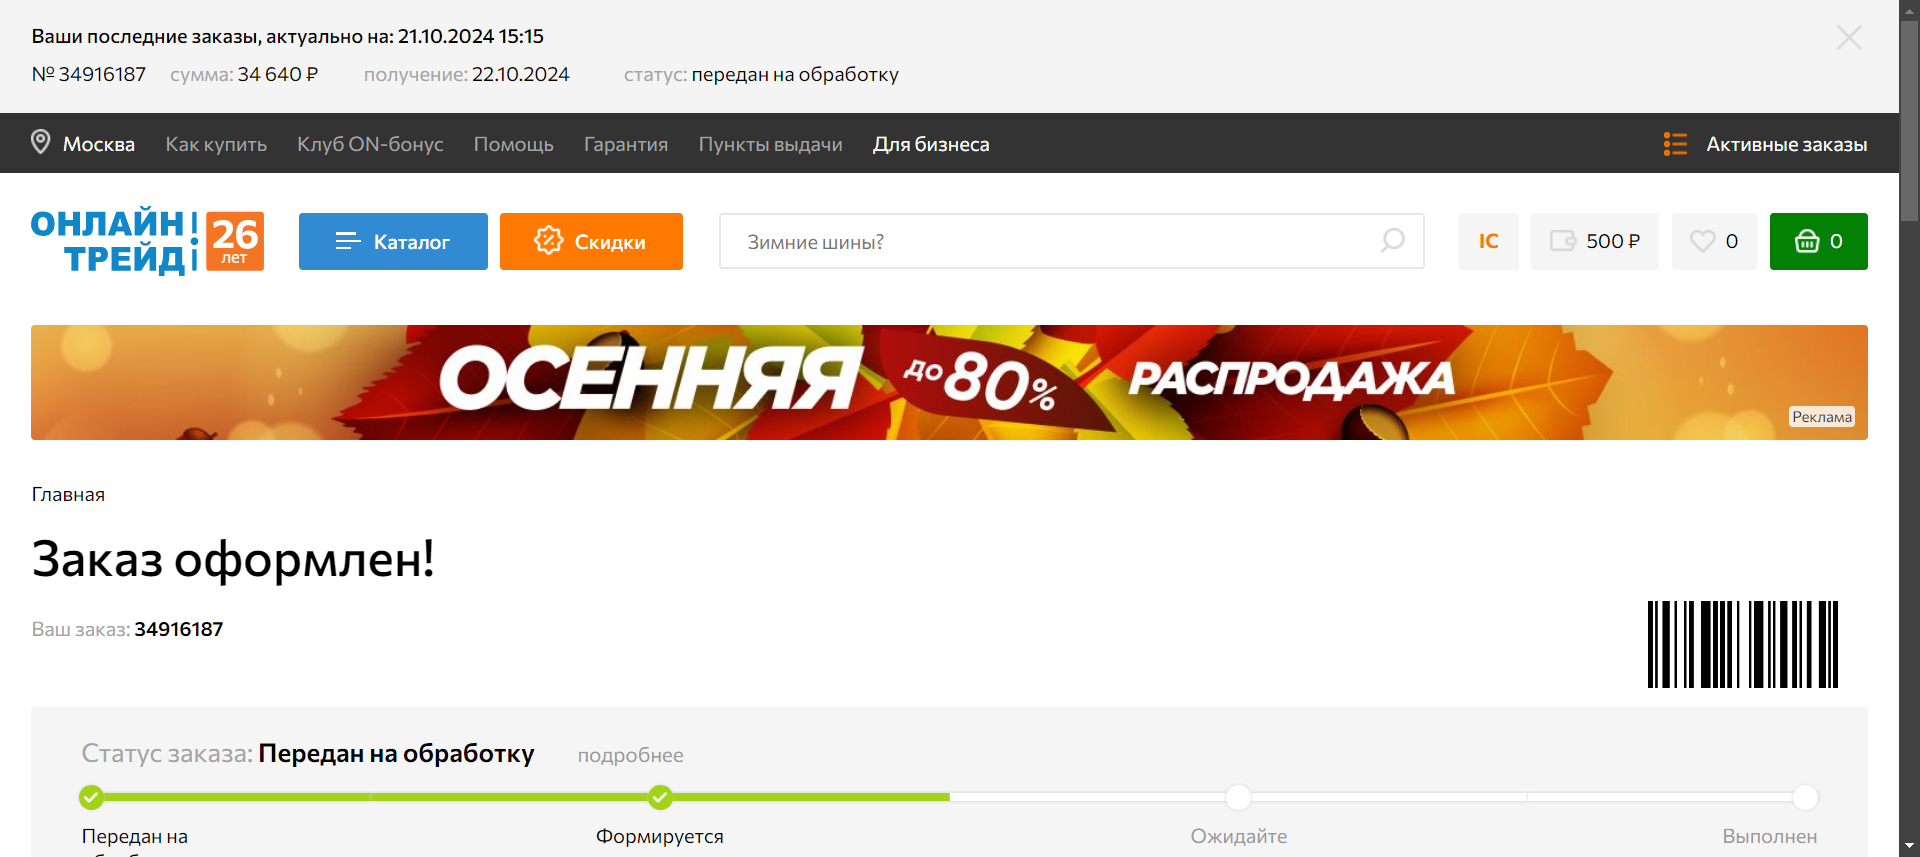 Ваши последние заказы, актуально на: 21.10.2024 15:15
№ 34916187 сумма: 34 640 ₽ получение: 22.10.2024 статус: передан на обработку
Москва Как купить Клуб ON-бонус Помощь Гарантия Пункты выдачи Для бизнеса Активные заказы
ОНЛАЙН ТРЕЙД 26 лет
Каталог Скидки Зимние шины? IC 500 ₽ 0 0
ОСЕННЯЯ до 80% РАСПРОДАЖА
Реклама
Главная
Заказ оформлен!
Ваш заказ: 34916187
Статус заказа: Передан на обработку подробнее
Передан на Формируется Ожидайте Выполнен